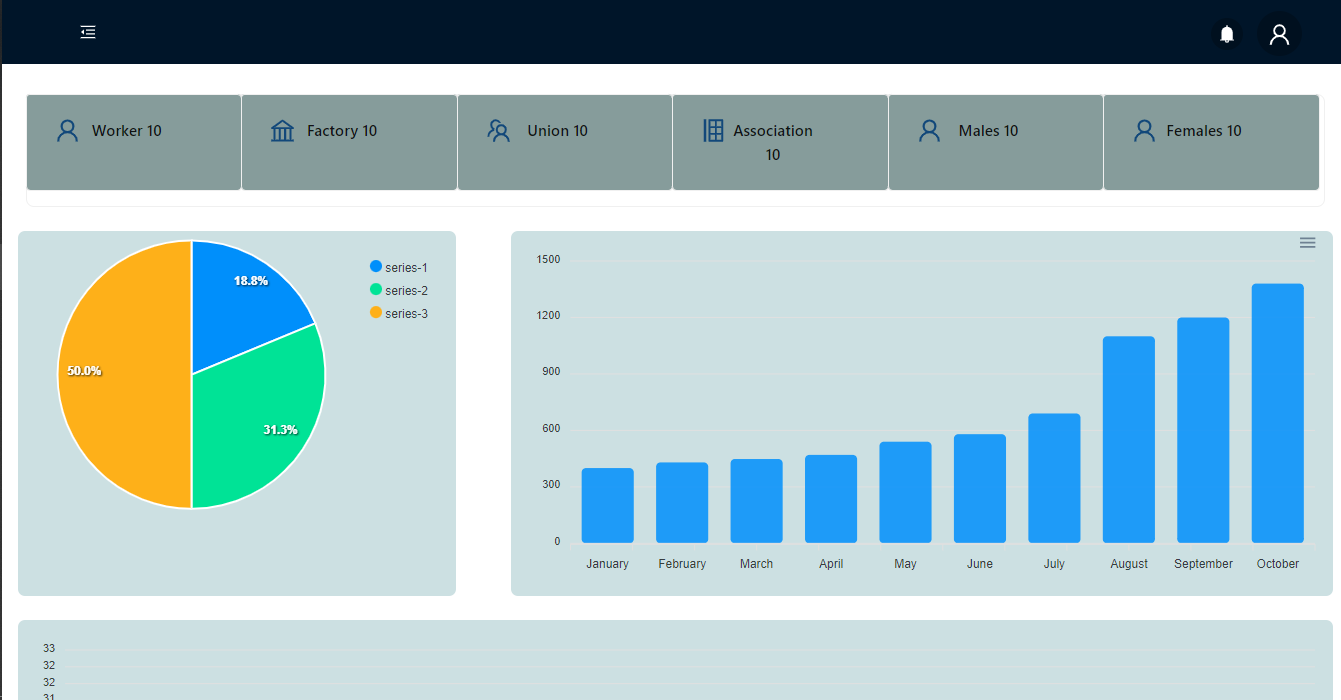 Worker 10
Factory 10
Union 10
Association
10
Males 10
Females 10
18.8%
50.0%
31.3%
series-1
series-2
series-3
1500
1200
900
600
300
0
January
February
March
April
May
June
July
August
September
October
33
32
32
31